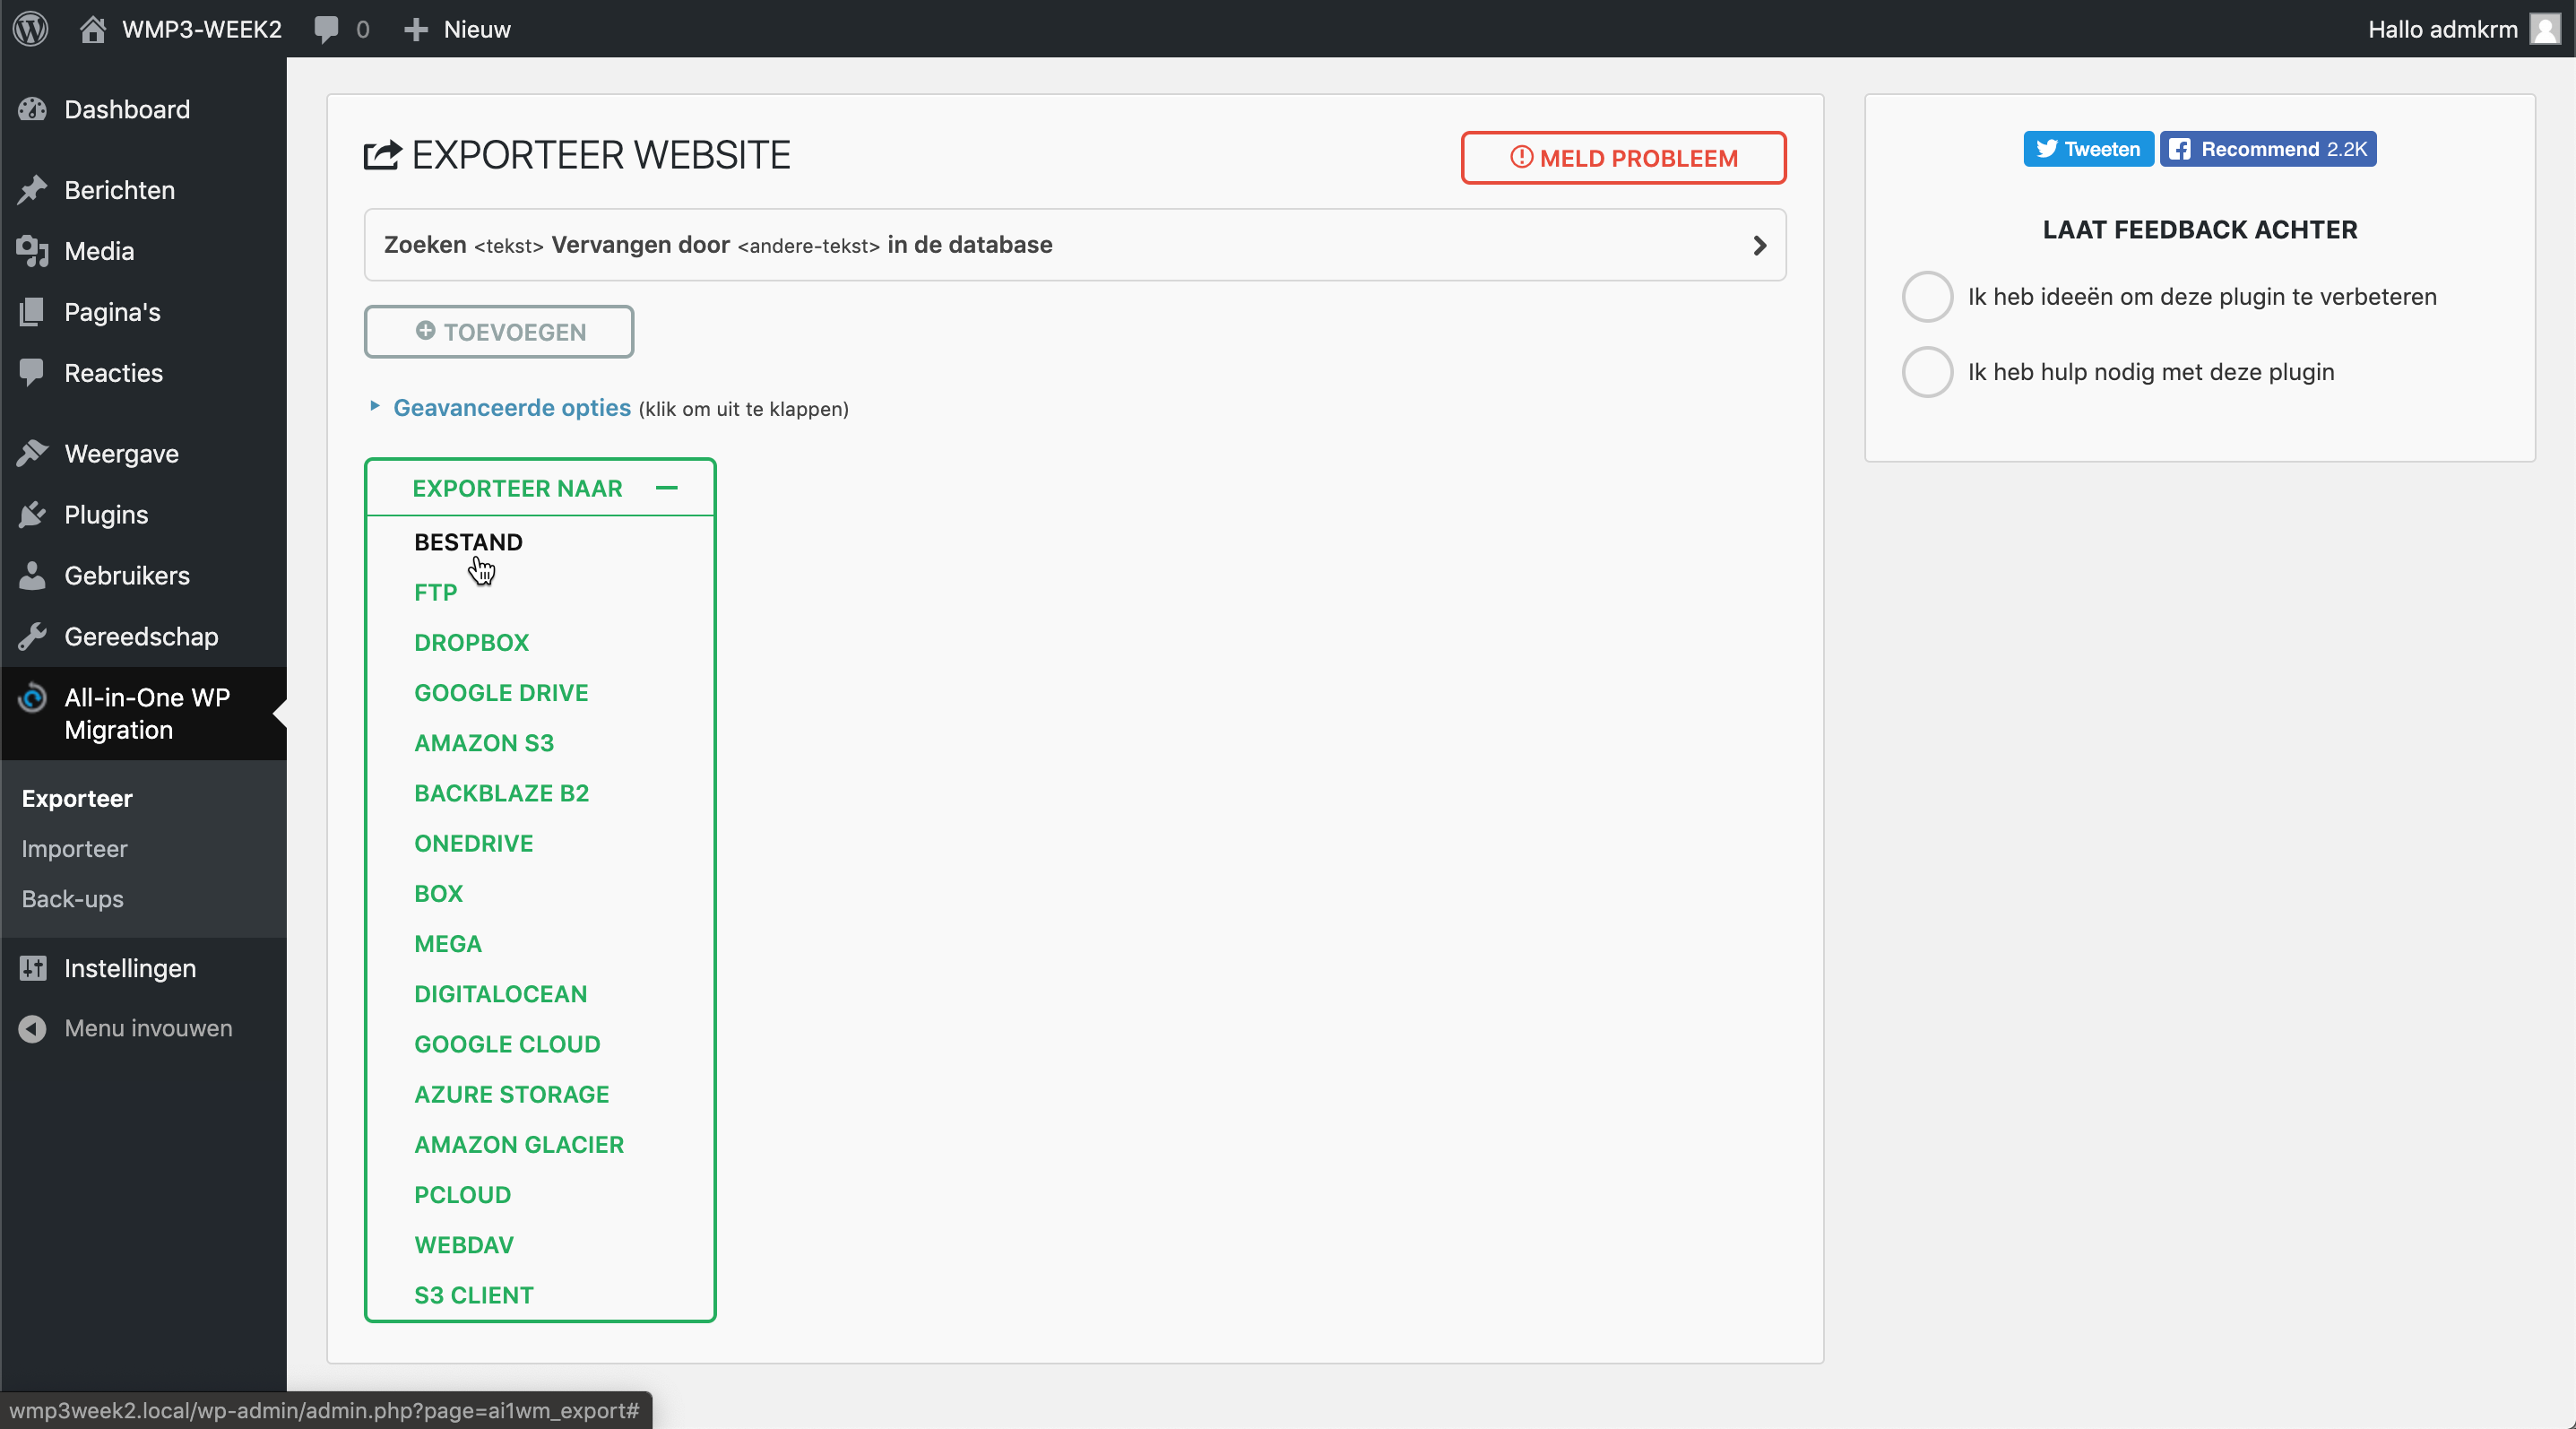 WMP3-WEEK2 0 Nieuw
Hallo admkrm
Dashboard
Berichten
Media
Pagina's
Reacties
Weergave
Plugins
Gebruikers
Gereedschap
All-in-One WP
Migration
Exporteer
Importeer
Back-ups
Instellingen
Menu invouwen
EXPORTEER WEBSITE
MELD PROBLEEM
Zoeken <tekst> Vervangen door <andere-tekst> in de database
TOEVOEGEN
Geavanceerde opties (klik om uit te klappen)
EXPORTEER NAAR
BESTAND
FTP
DROPBOX
GOOGLE DRIVE
AMAZON S3
BACKBLAZE B2
ONEDRIVE
BOX
MEGA
DIGITALOCEAN
GOOGLE CLOUD
AZURE STORAGE
AMAZON GLACIER
PCLOUD
WEBDAV
S3 CLIENT
Tweeten
Recommend 2.2K
LAAT FEEDBACK ACHTER
Ik heb ideeën om deze plugin te verbeteren
Ik heb hulp nodig met deze plugin
wmp3week2.local/wp-admin/admin.php?page=ai1wm_export#